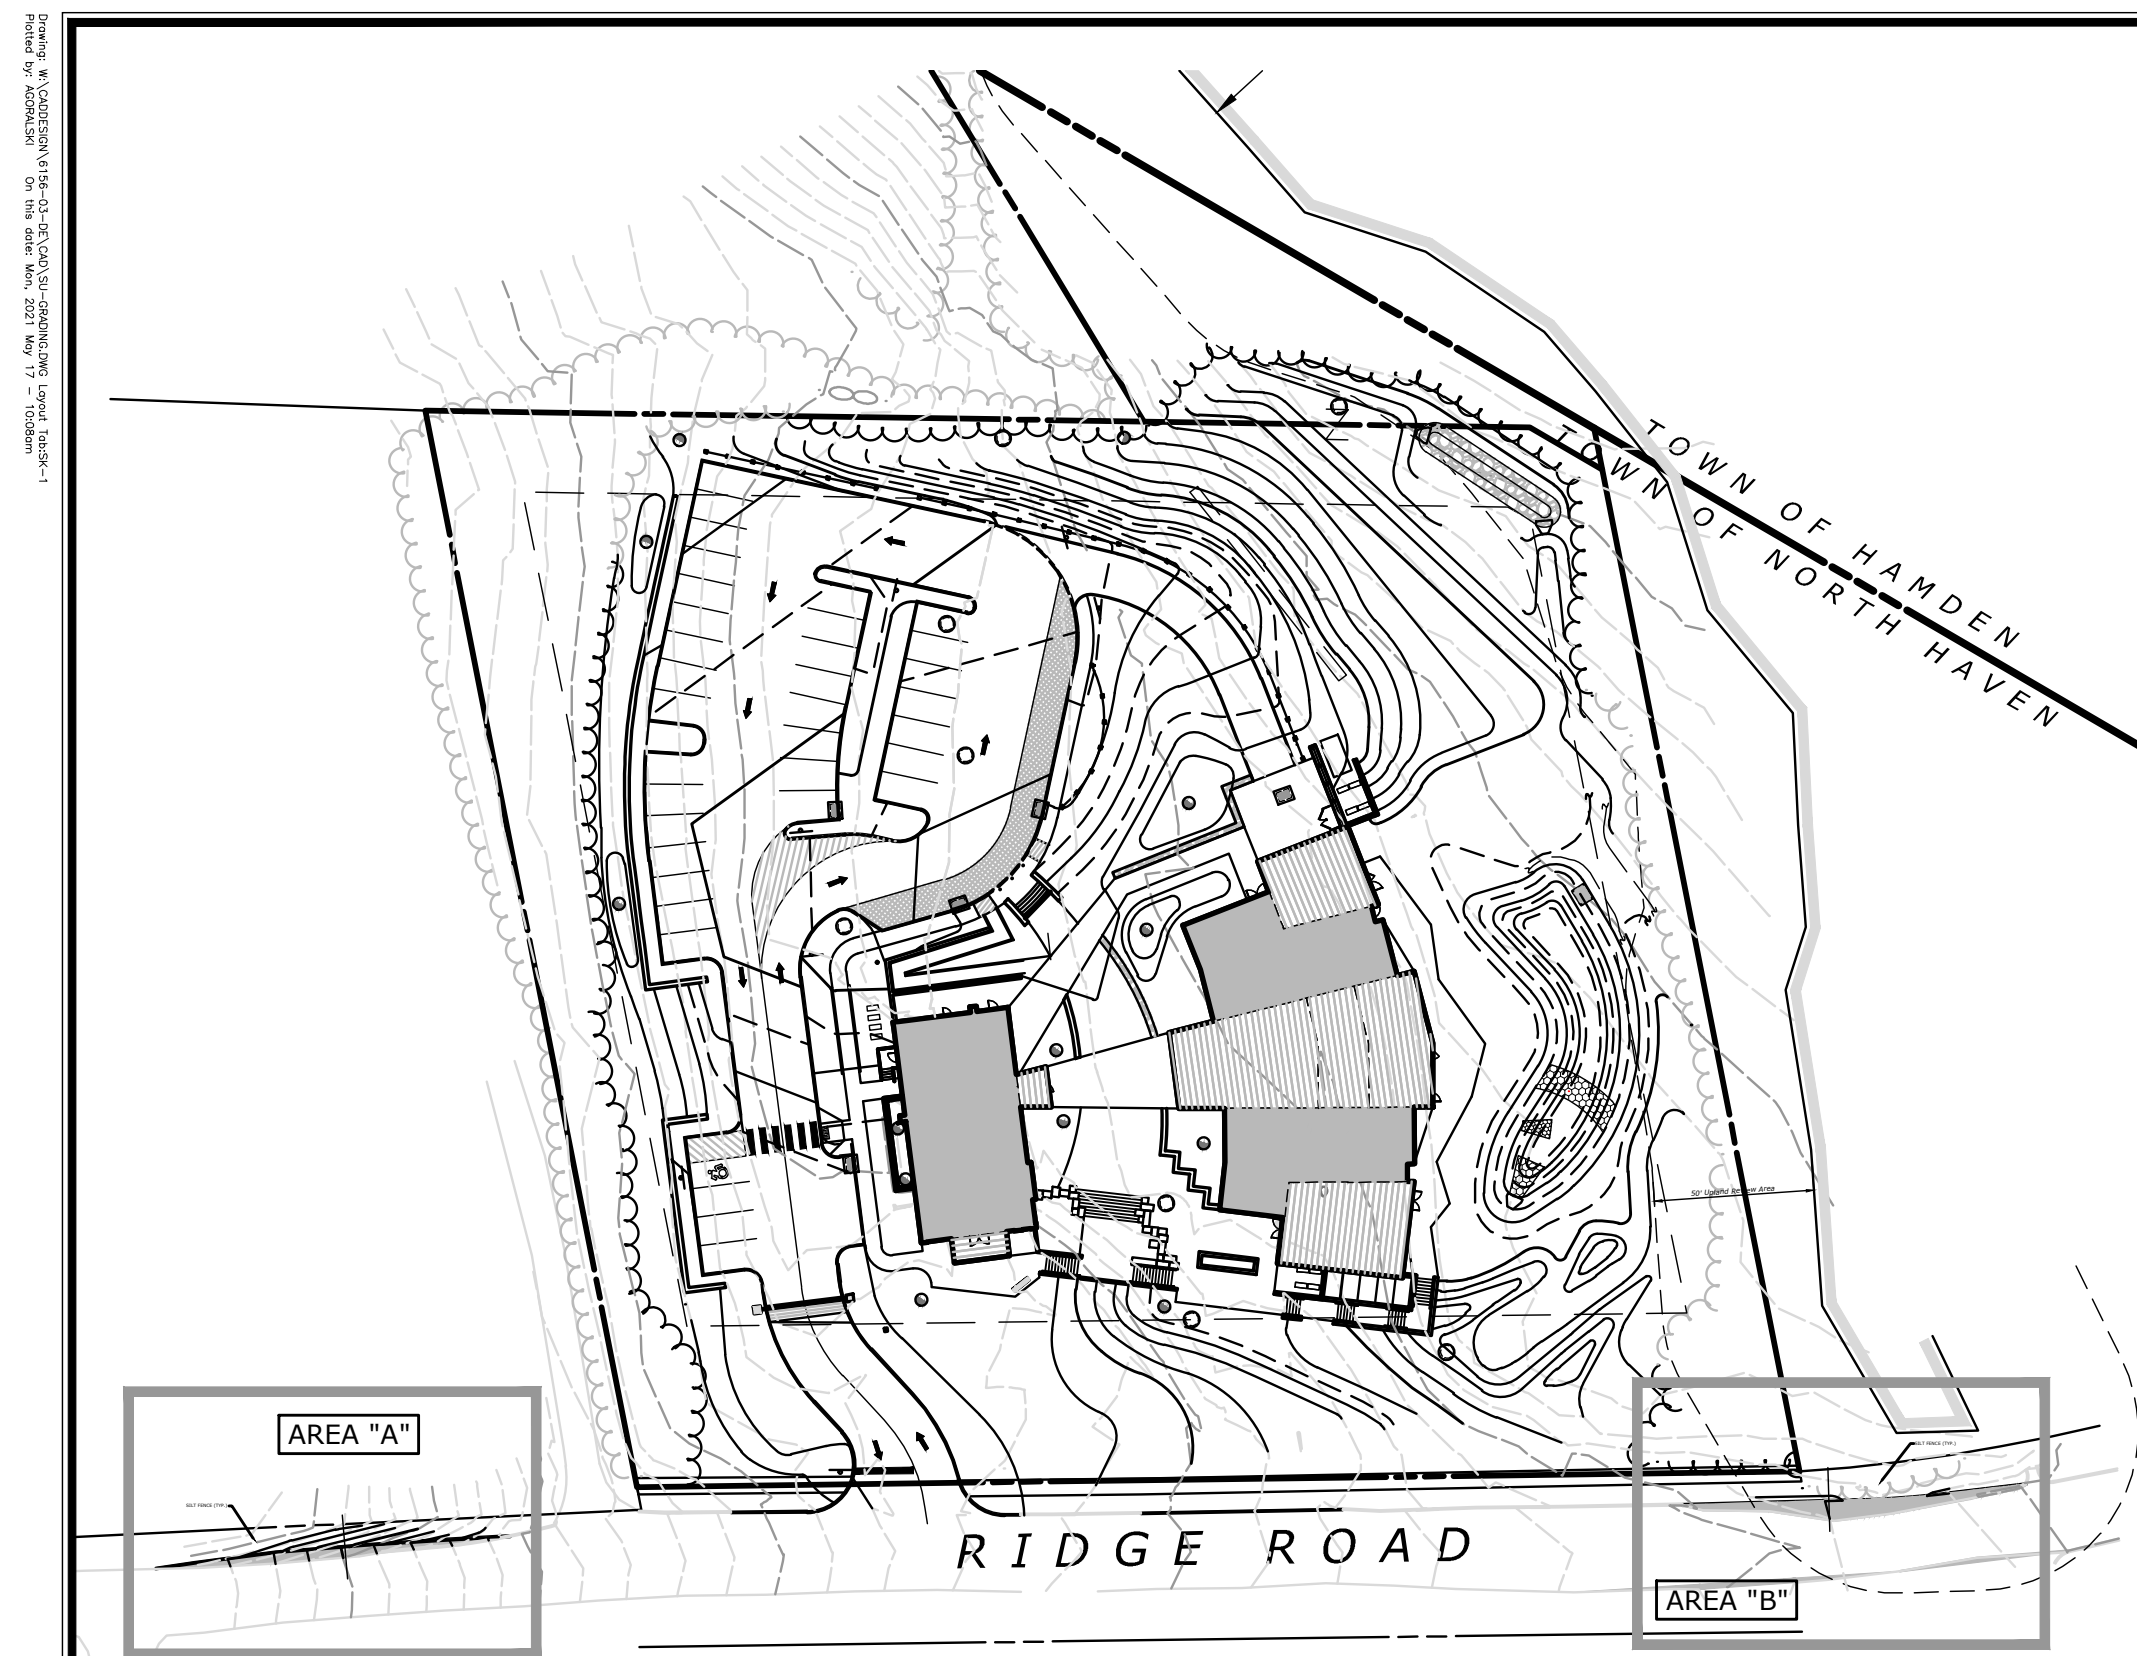 Drawing: W:\CADDESIGN\6156-03-DE\CAD\SU-GRADING.DWG Layout Tab:SK-1
Plotted by: AGORALSKI On this date: Mon, 2021 May 17 - 10:08am
TOWN OF HAMDEN
TOWN OF NORTH HAVEN
50' Upland Review Area
AREA "A"
SILT FENCE (TYP.)
SILT FENCE (TYP.)
RIDGE ROAD
AREA "B"